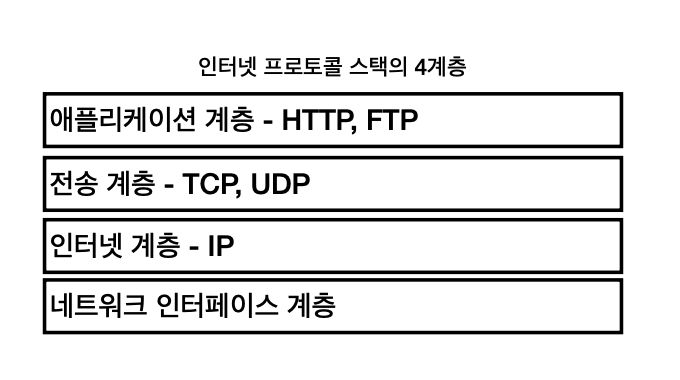 인터넷 프로토콜 스택의 4계층
애플리케이션 계층 - HTTP, FTP
전송 계층 - TCP, UDP
인터넷 계층 - IP
네트워크 인터페이스 계층